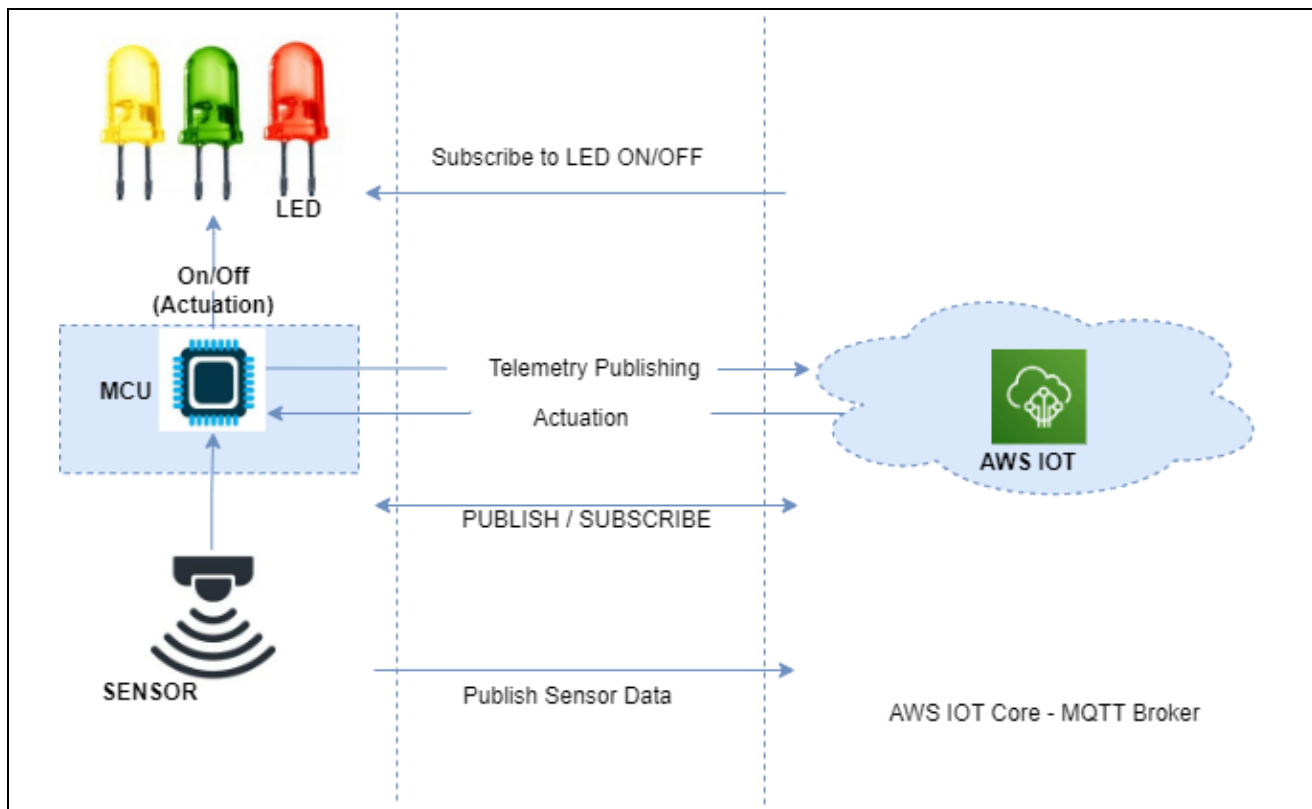 Subscribe to LED ON/OFF
LED
On/Off
(Actuation)
MCU
Telemetry Publishing
Actuation
AWS IOT
PUBLISH / SUBSCRIBE
SENSOR
Publish Sensor Data
AWS IOT Core - MQTT Broker